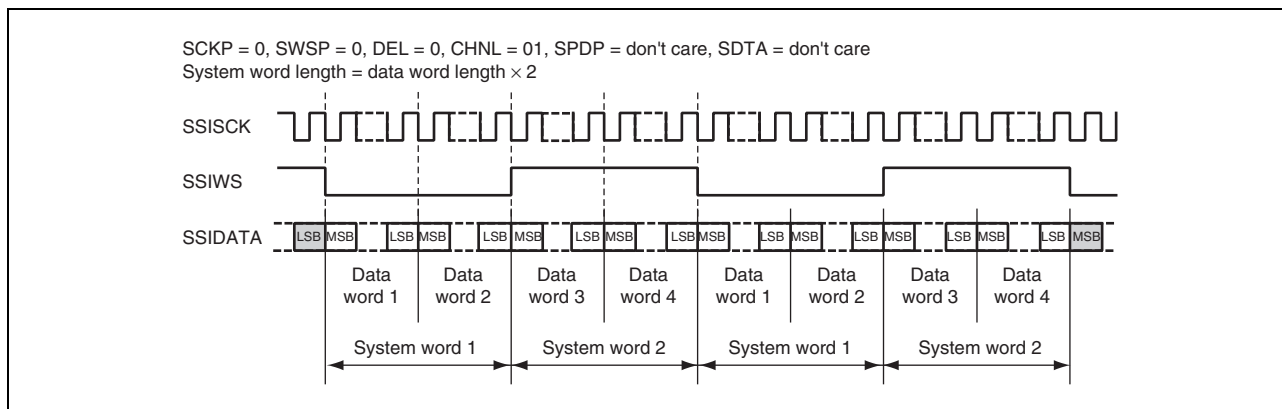 SCKP = 0, SWSP = 0, DEL = 0, CHNL = 01, SPDP = don't care, SDTA = don't care
System word length = data word length × 2
SSISCK
SSIWS
SSIDATA
LSB MSB LSB MSB LSB MSB LSB MSB LSB MSB LSB MSB LSB MSB LSB MSB LSB MSB
Data word 1 Data word 2 Data word 3 Data word 4 Data word 1 Data word 2 Data word 3 Data word 4
System word 1 System word 2 System word 1 System word 2